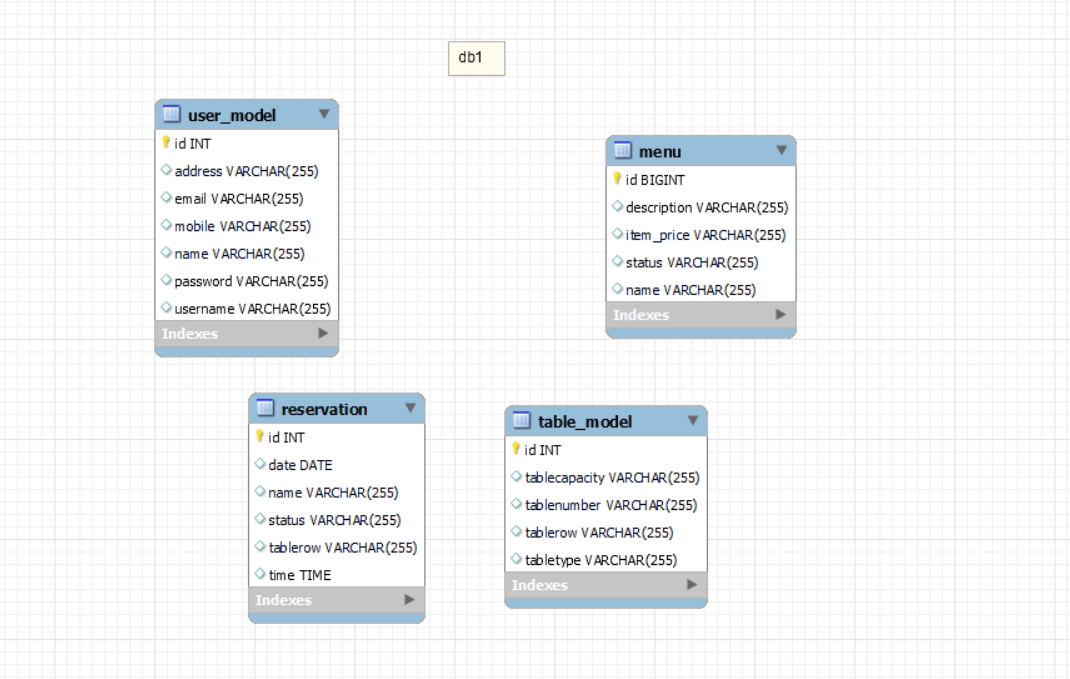 db1
user_model
id INT
address VARCHAR(255)
email VARCHAR(255)
mobile VARCHAR(255)
name VARCHAR(255)
password VARCHAR(255)
username VARCHAR(255)
Indexes
menu
id BIGINT
description VARCHAR(255)
item_price VARCHAR(255)
status VARCHAR(255)
name VARCHAR(255)
Indexes
reservation
id INT
date DATE
name VARCHAR(255)
status VARCHAR(255)
tablerow VARCHAR(255)
time TIME
Indexes
table_model
id INT
tablecapacity VARCHAR(255)
tablenumber VARCHAR(255)
tablerow VARCHAR(255)
tabletype VARCHAR(255)
Indexes